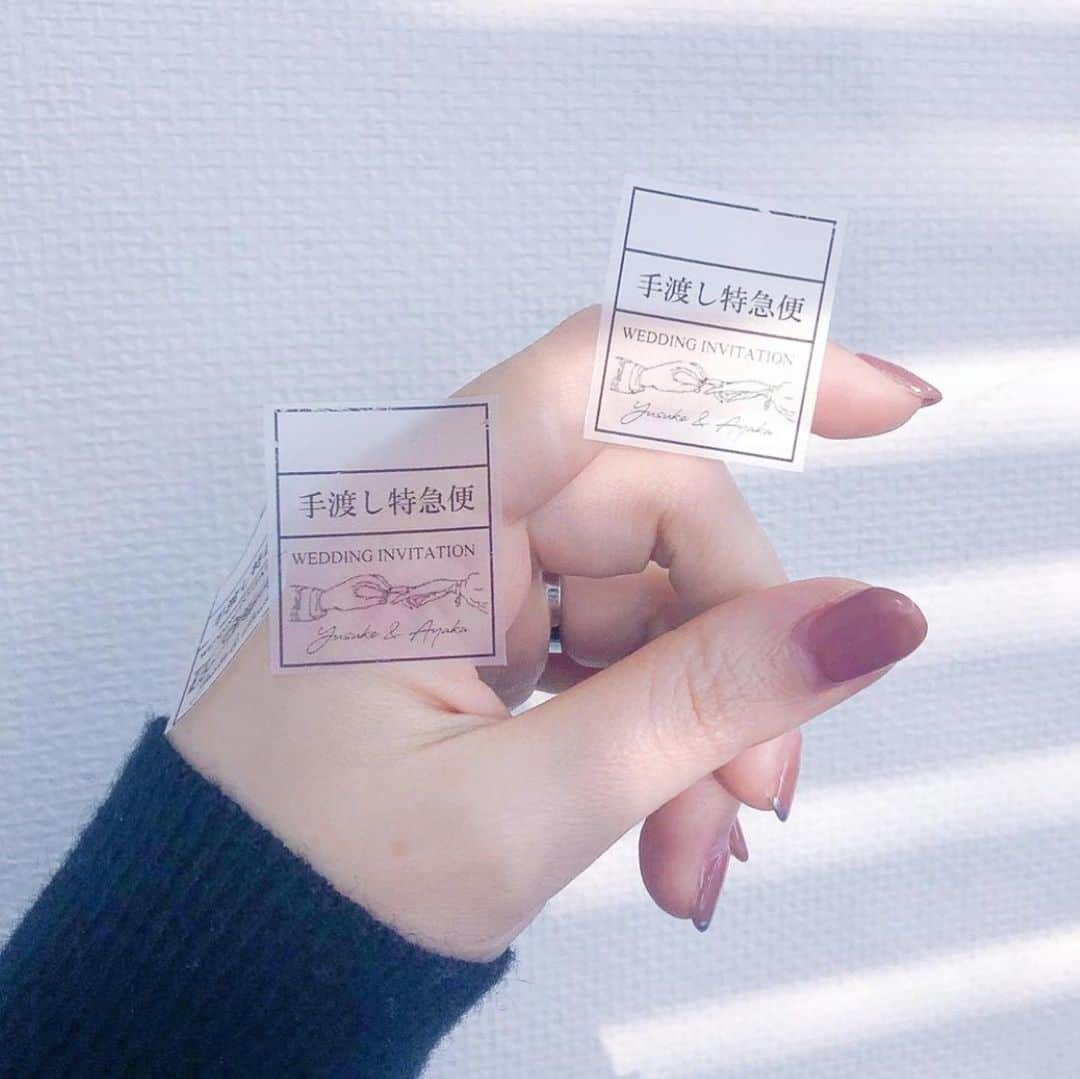 手渡し特急便
WEDDING INVITATION
Yusuke & Ayaka
手渡し特急便
WEDDING INVITATION
Yusuke & Ayaka